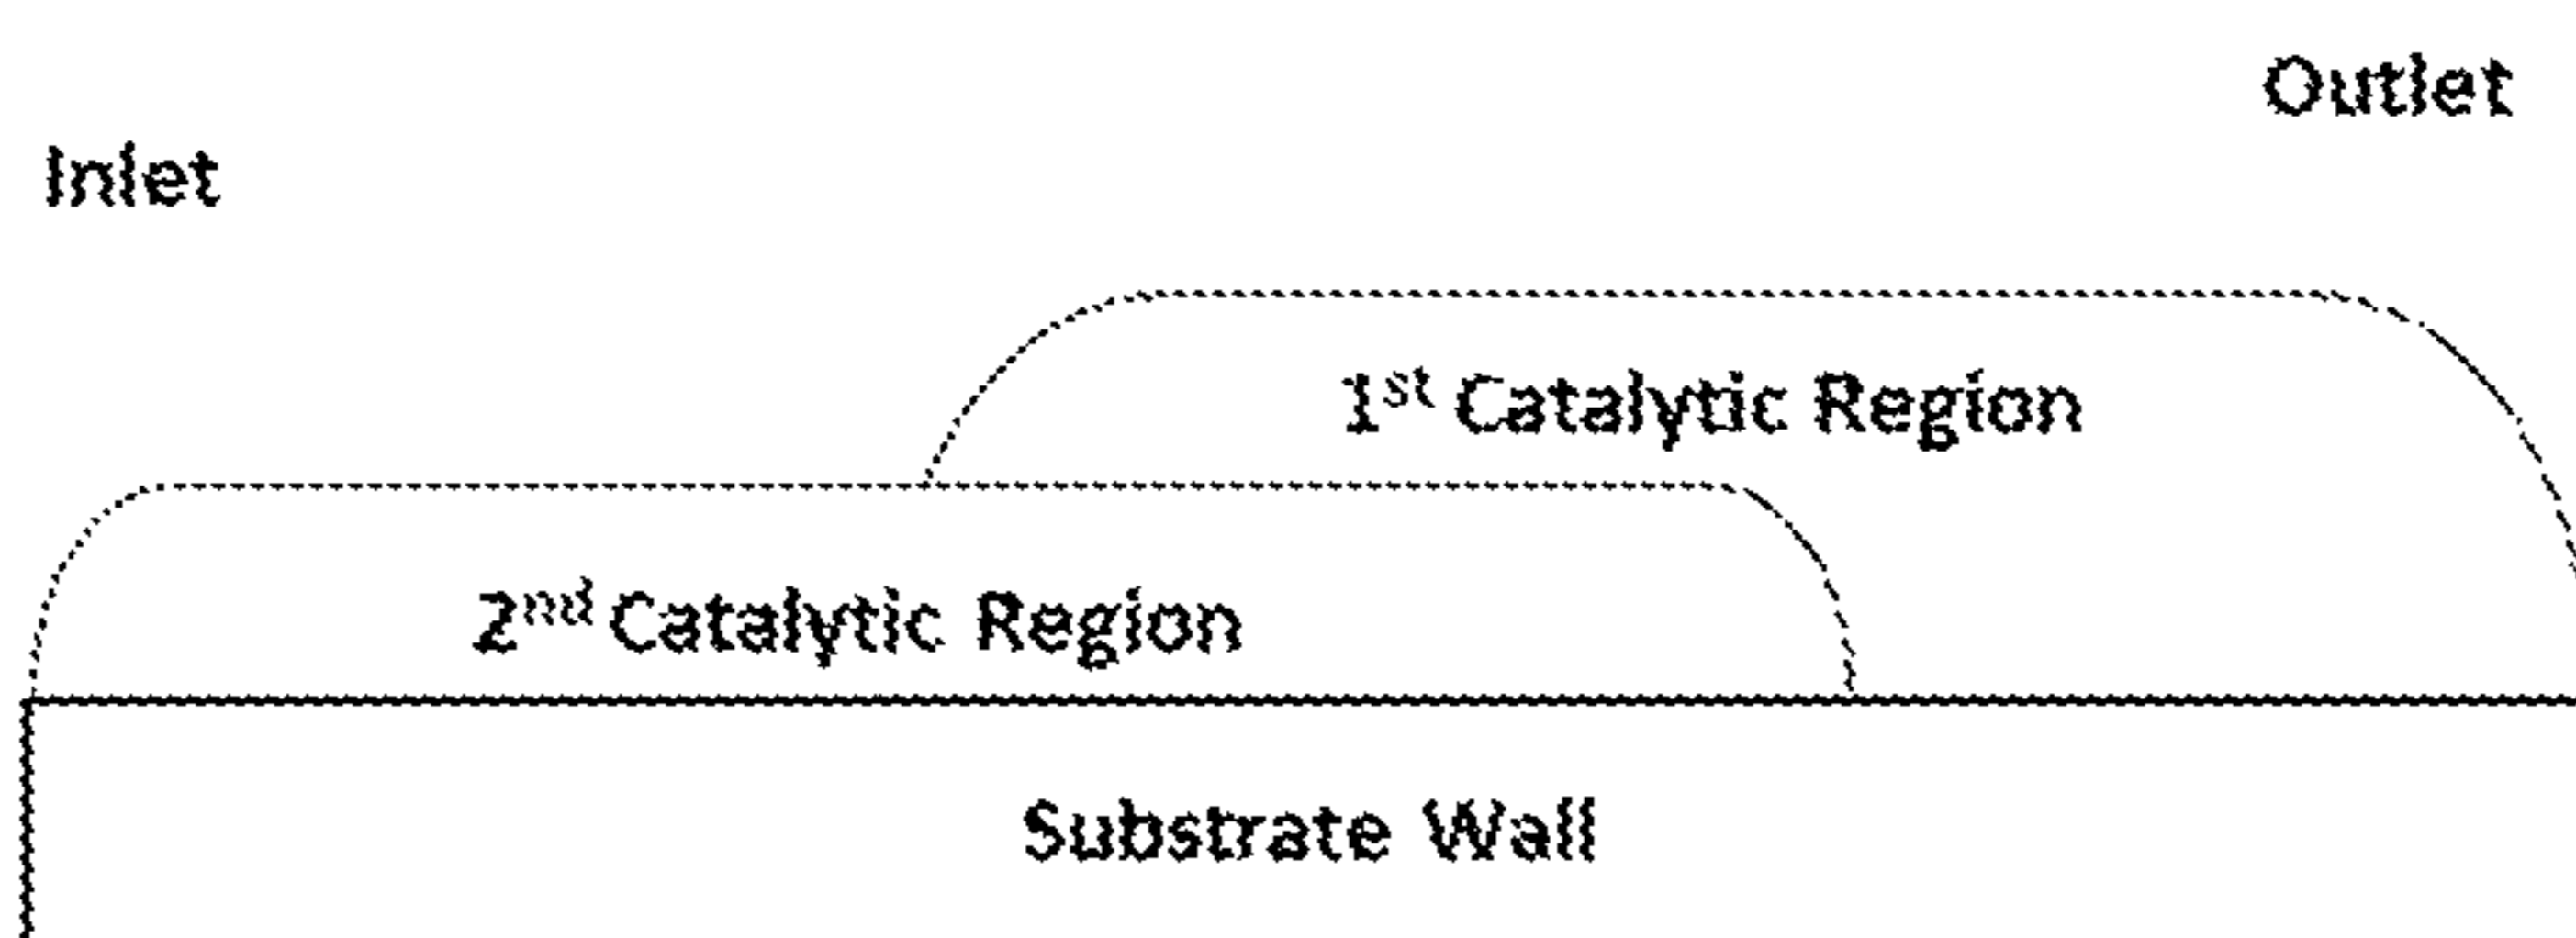 Outlet
Inlet
1st Catalytic Region
2nd Catalytic Region
Substrate Wall